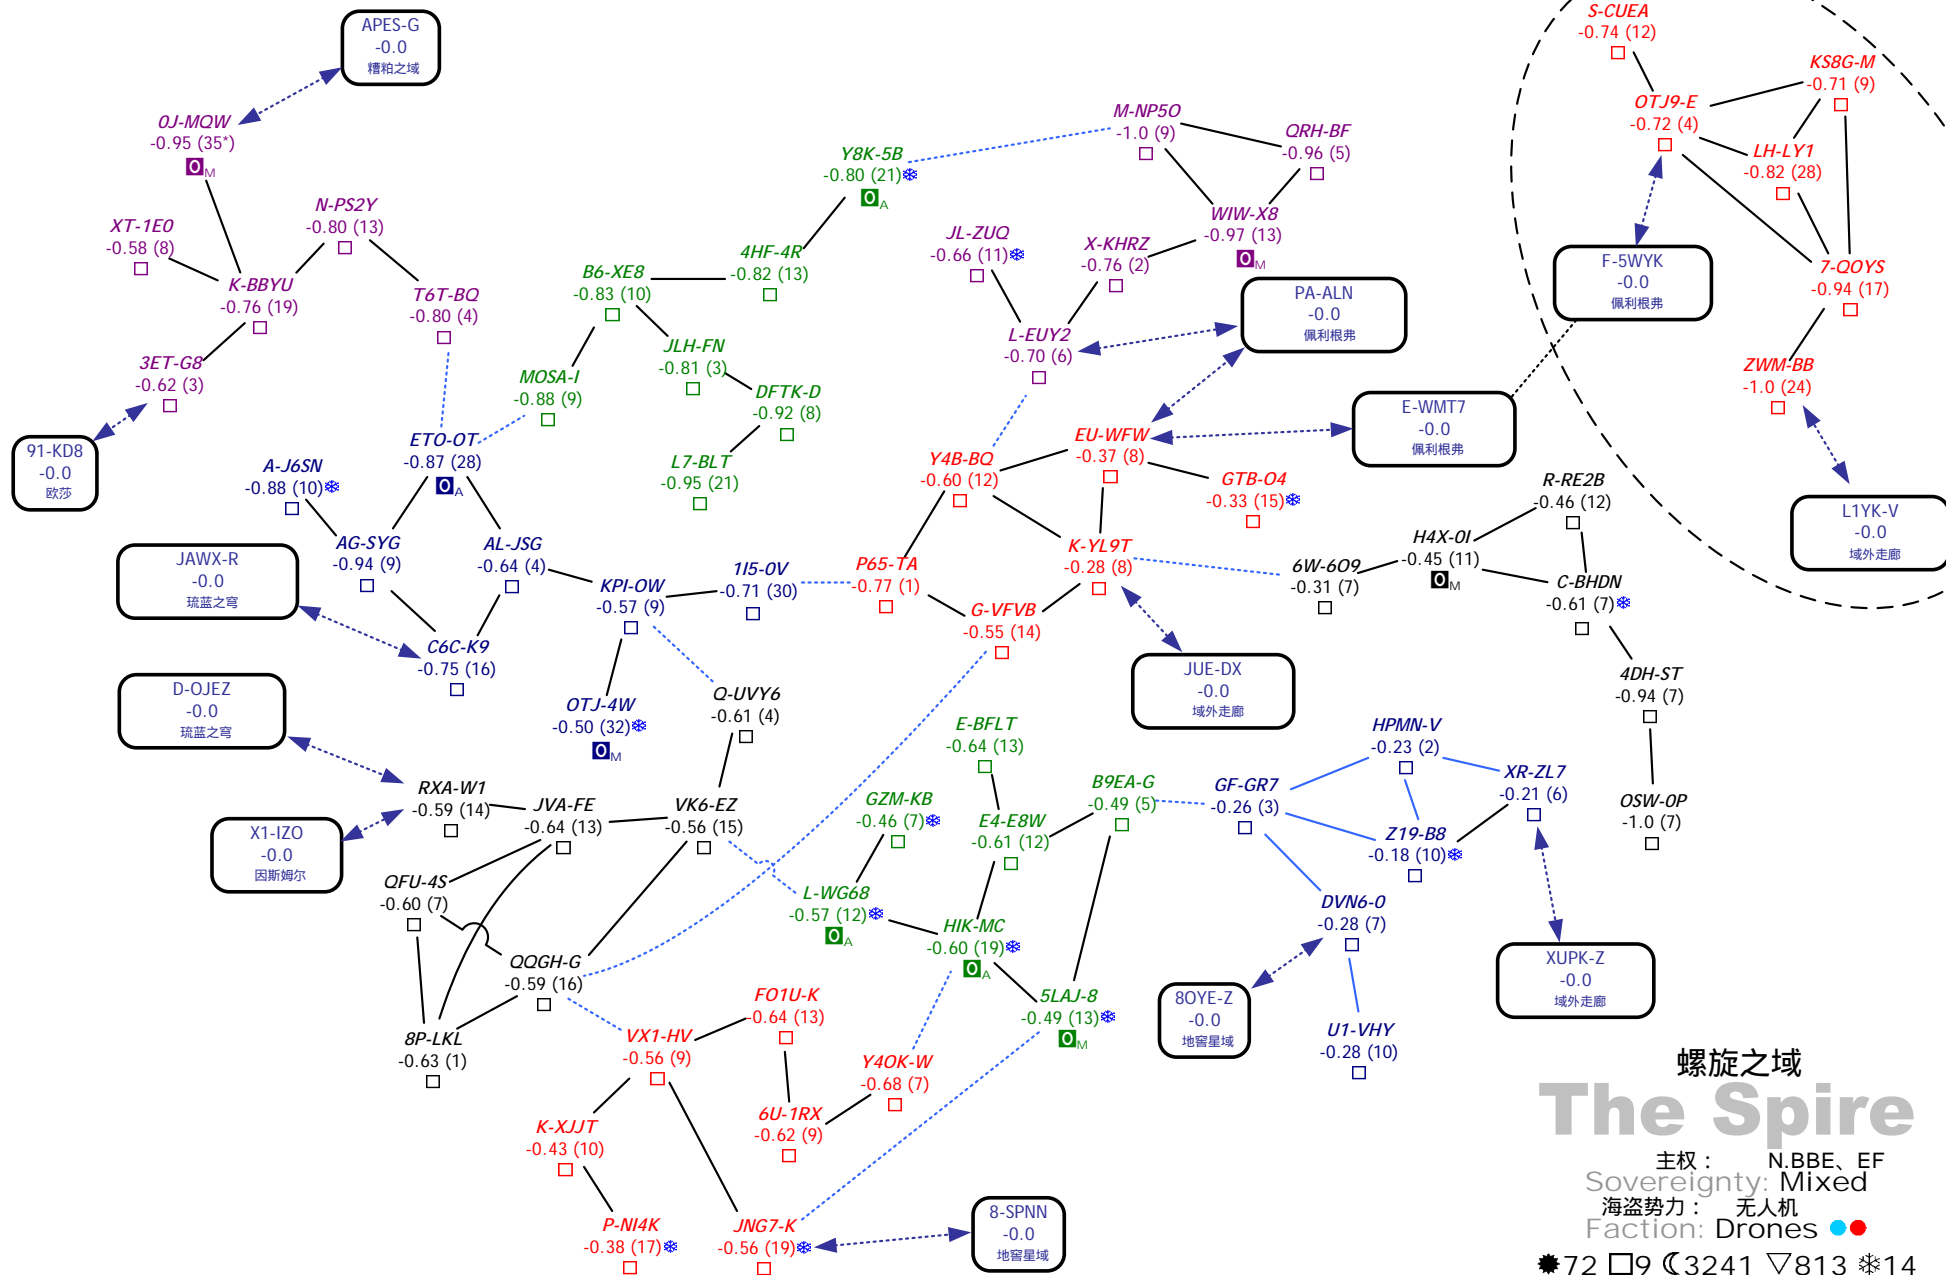 APES-G
-0.0
糟粕之域
0J-MQW
-0.95 (35*)
0 M
XT-1E0
-0.58 (8)
N-PS2Y
-0.80 (13)
K-BBYU
-0.76 (19)
T6T-BQ
-0.80 (4)
3ET-G8
-0.62 (3)
91-KD8
-0.0
欧莎
Y8K-5B
-0.80 (21)
0 A
4HF-4R
-0.82 (13)
B6-XE8
-0.83 (10)
JLH-FN
-0.81 (3)
MOSA-I
-0.88 (9)
DFTK-D
-0.92 (8)
L7-BLT
-0.95 (21)
M-NP5O
-1.0 (9)
QRH-BF
-0.96 (5)
WIW-X8
-0.97 (13)
0 M
JL-ZUQ
-0.66 (11)
X-KHRZ
-0.76 (2)
L-EUY2
-0.70 (6)
PA-ALN
-0.0
佩利根弗
S-CUEA
-0.74 (12)
KS8G-M
-0.71 (9)
OTJ9-E
-0.72 (4)
LH-LY1
-0.82 (28)
F-5WYK
-0.0
佩利根弗
7-QOYS
-0.94 (17)
ZWM-BB
-1.0 (24)
L1YK-V
-0.0
域外走廊
E-WMT7
-0.0
佩利根弗
ETO-OT
-0.87 (28)
0 A
A-J6SN
-0.88 (10)
AG-SYG
-0.94 (9)
AL-JSG
-0.64 (4)
JAWX-R
-0.0
琉蓝之穹
C6C-K9
-0.75 (16)
KPI-OW
-0.57 (9)
1I5-0V
-0.71 (30)
OTJ-4W
-0.50 (32)
0 M
Y4B-BQ
-0.60 (12)
EU-WFW
-0.37 (8)
GTB-O4
-0.33 (15)
K-YL9T
-0.28 (8)
P65-TA
-0.77 (1)
G-VFVB
-0.55 (14)
JUE-DX
-0.0
域外走廊
6W-6O9
-0.31 (7)
H4X-0I
-0.45 (11)
0 M
R-RE2B
-0.46 (12)
C-BHDN
-0.61 (7)
4DH-ST
-0.94 (7)
OSW-0P
-1.0 (7)
D-OJEZ
-0.0
琉蓝之穹
RXA-W1
-0.59 (14)
X1-IZO
-0.0
因斯姆尔
JVA-FE
-0.64 (13)
Q-UVY6
-0.61 (4)
VK6-EZ
-0.56 (15)
QFU-4S
-0.60 (7)
QQGH-G
-0.59 (16)
8P-LKL
-0.63 (1)
E-BFLT
-0.64 (13)
GZM-KB
-0.46 (7)
E4-E8W
-0.61 (12)
B9EA-G
-0.49 (5)
L-WG68
-0.57 (12)
0 A
HIK-MC
-0.60 (19)
0 A
5LAJ-8
-0.49 (13)
0 M
HPMN-V
-0.23 (2)
GF-GR7
-0.26 (3)
XR-ZL7
-0.21 (6)
Z19-B8
-0.18 (10)
DVN6-0
-0.28 (7)
U1-VHY
-0.28 (10)
8OYE-Z
-0.0
地窖星域
XUPK-Z
-0.0
域外走廊
FO1U-K
-0.64 (13)
VX1-HV
-0.56 (9)
Y4OK-W
-0.68 (7)
6U-1RX
-0.62 (9)
K-XJJT
-0.43 (10)
P-NI4K
-0.38 (17)
JNG7-K
-0.56 (19)
8-SPNN
-0.0
地窖星域
螺旋之域
The Spire
主权： N.BBE、EF
Sovereignty: Mixed
海盗势力： 无人机
Faction: Drones
72 9 3241 813 14